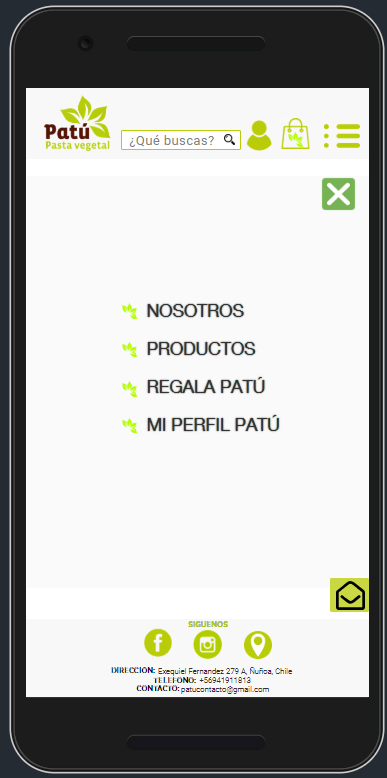 Patú
Pasta vegetal
¿Qué buscas?
NOSOTROS
PRODUCTOS
REGALA PATÚ
MI PERFIL PATÚ
SIGUENOS
DIRECCION: Exequiel Fernandez 279 A, Ñuñoa, Chile
TELEFONO: +56941911813
CONTACTO: patucontacto@gmail.com